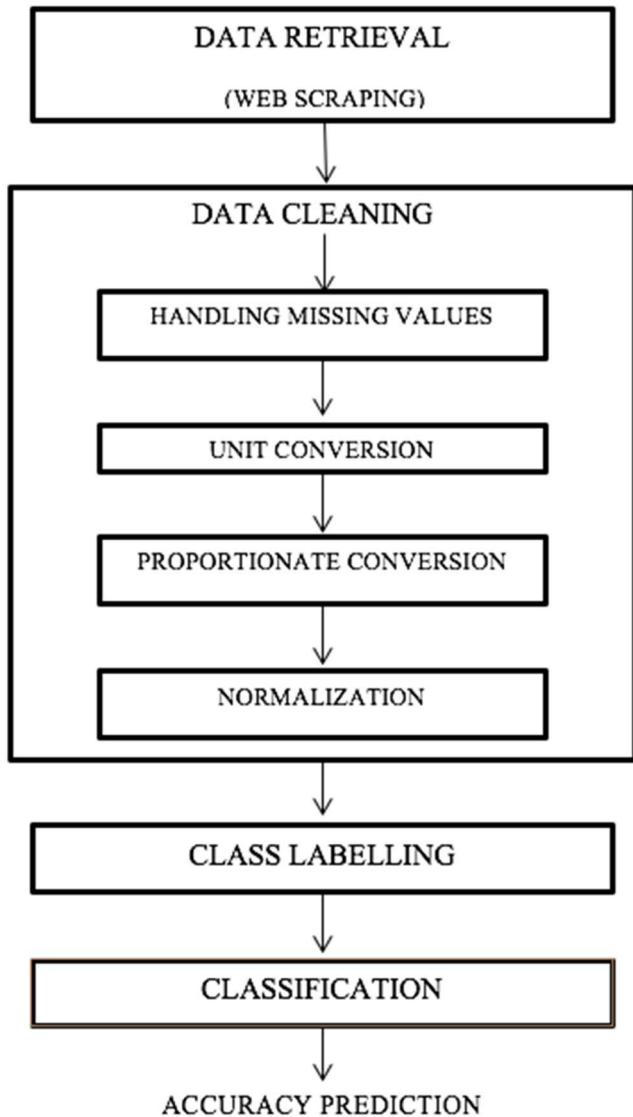 DATA RETRIEVAL
(WEB SCRAPING)
DATA CLEANING
HANDLING MISSING VALUES
UNIT CONVERSION
PROPORTIONATE CONVERSION
NORMALIZATION
CLASS LABELLING
CLASSIFICATION
ACCURACY PREDICTION